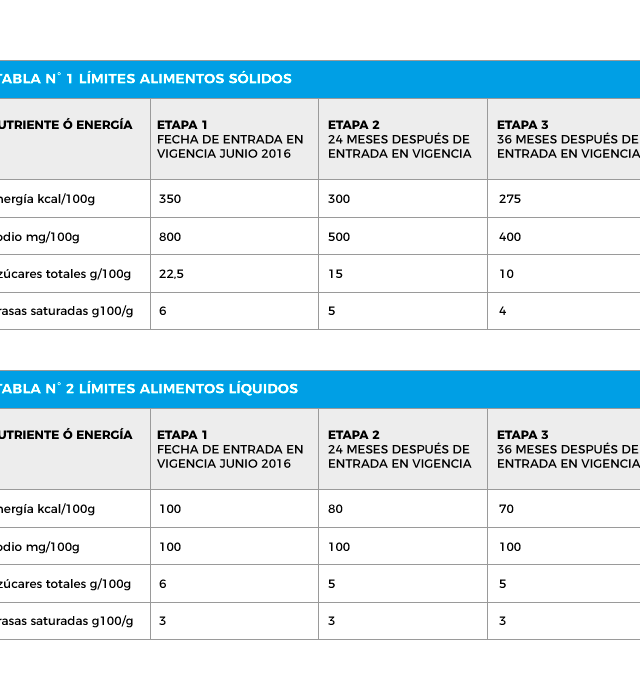 TABLA N° 1 LÍMITES ALIMENTOS SÓLIDOS
UTRIENTE Ó ENERGÍA ETAPA 1 ETAPA 2 ETAPA 3
FECHA DE ENTRADA EN 24 MESES DESPUÉS DE 36 MESES DESPUÉS DE
VIGENCIA JUNIO 2016 ENTRADA EN VIGENCIA ENTRADA EN VIGENCIA
nergía kcal/100g 350 300 275
odio mg/100g 800 500 400
zúcares totales g/100g 22,5 15 10
rasas saturadas g100/g 6 5 4
TABLA N° 2 LÍMITES ALIMENTOS LÍQUIDOS
UTRIENTE Ó ENERGÍA ETAPA 1 ETAPA 2 ETAPA 3
FECHA DE ENTRADA EN 24 MESES DESPUÉS DE 36 MESES DESPUÉS DE
VIGENCIA JUNIO 2016 ENTRADA EN VIGENCIA ENTRADA EN VIGENCIA
nergía kcal/100g 100 80 70
odio mg/100g 100 100 100
zúcares totales g/100g 6 5 5
rasas saturadas g100/g 3 3 3